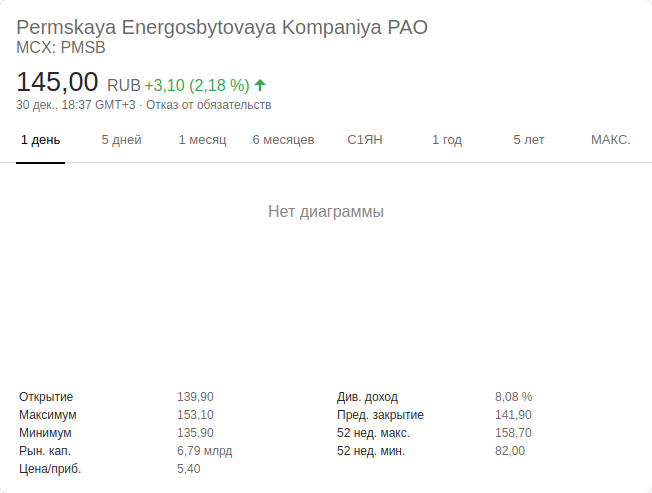 Permskaya Energosbytovaya Kompaniya PAO
MCX: PMSB
145,00 RUB +3,10 (2,18 %)
30 дек., 18:37 GMT+3 · Отказ от обязательств
1 день 5 дней 1 месяц 6 месяцев С1ЯН 1 год 5 лет МАКС.
Нет диаграммы
Открытие 139,90 Див. доход 8,08 %
Максимум 153,10 Пред. закрытие 141,90
Минимум 135,90 52 нед. макс. 158,70
Рын. кап. 6,79 млрд 52 нед. мин. 82,00
Цена/приб. 5,40